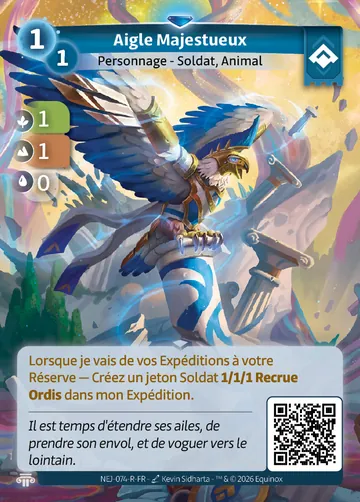 1
1
Aigle Majestueux
Personnage - Soldat, Animal
1
1
0
Lorsque je vais de vos Expéditions à votre
Réserve — Créez un jeton Soldat 1/1/1 Recrue
Ordis dans mon Expédition.
Il est temps d'étendre ses ailes, de
prendre son envol, et de voguer vers le
lointain.
NEJ-074-R-FR - Kevin Sidharta - ™ & © 2026 Equinox